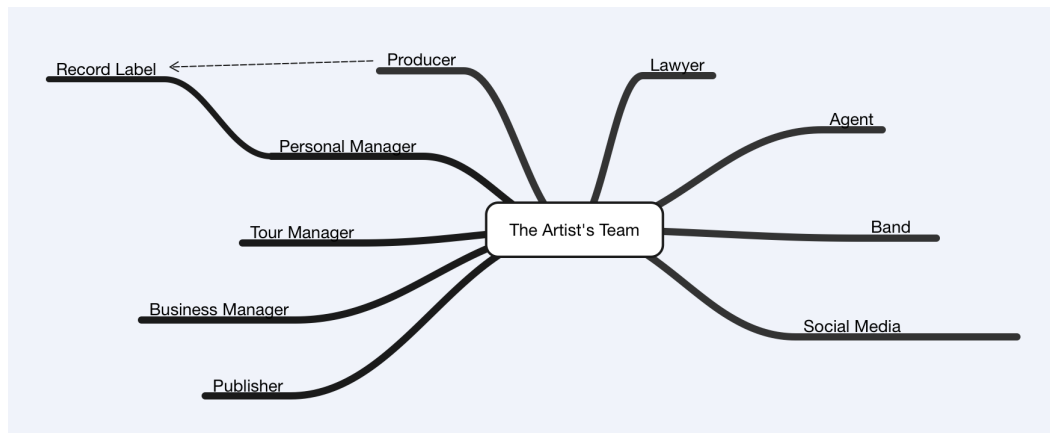 Record Label
Producer
Lawyer
Agent
Personal Manager
The Artist's Team
Tour Manager
Band
Business Manager
Social Media
Publisher